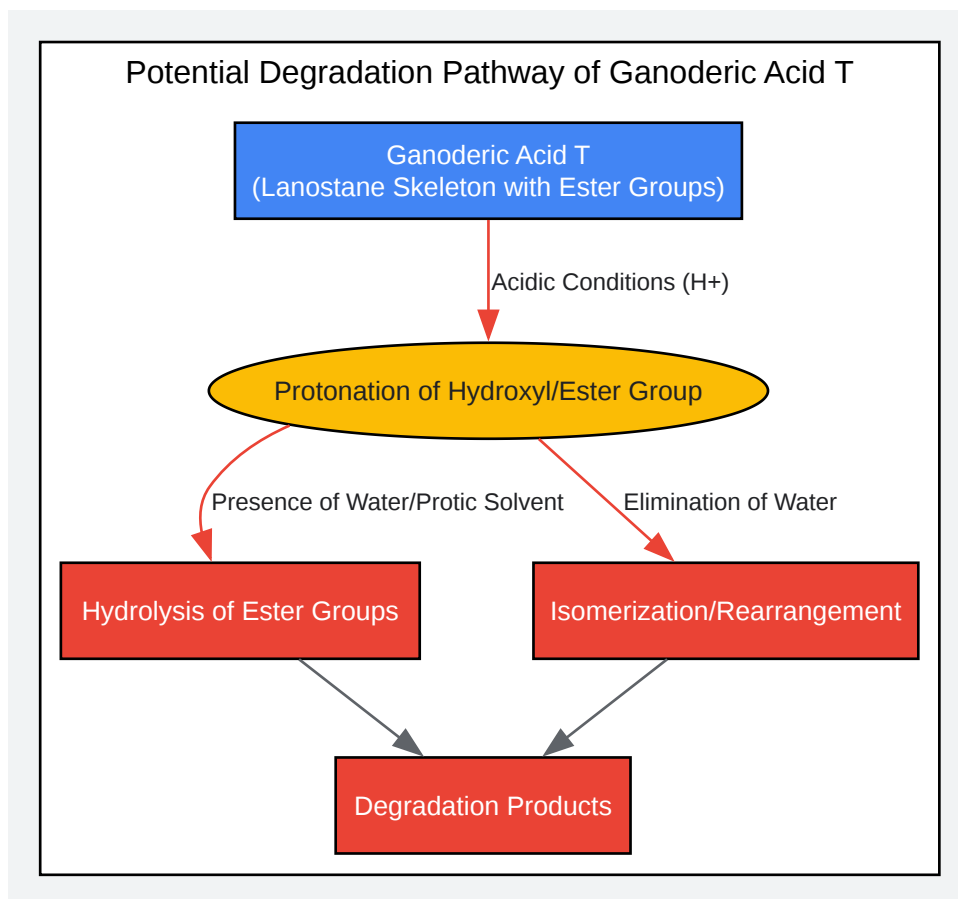 Potential Degradation Pathway of Ganoderic Acid T
Ganoderic Acid T
(Lanostane Skeleton with Ester Groups)
Acidic Conditions (H+)
Protonation of Hydroxyl/Ester Group
Presence of Water/Protic Solvent
Elimination of Water
Hydrolysis of Ester Groups
Isomerization/Rearrangement
Degradation Products